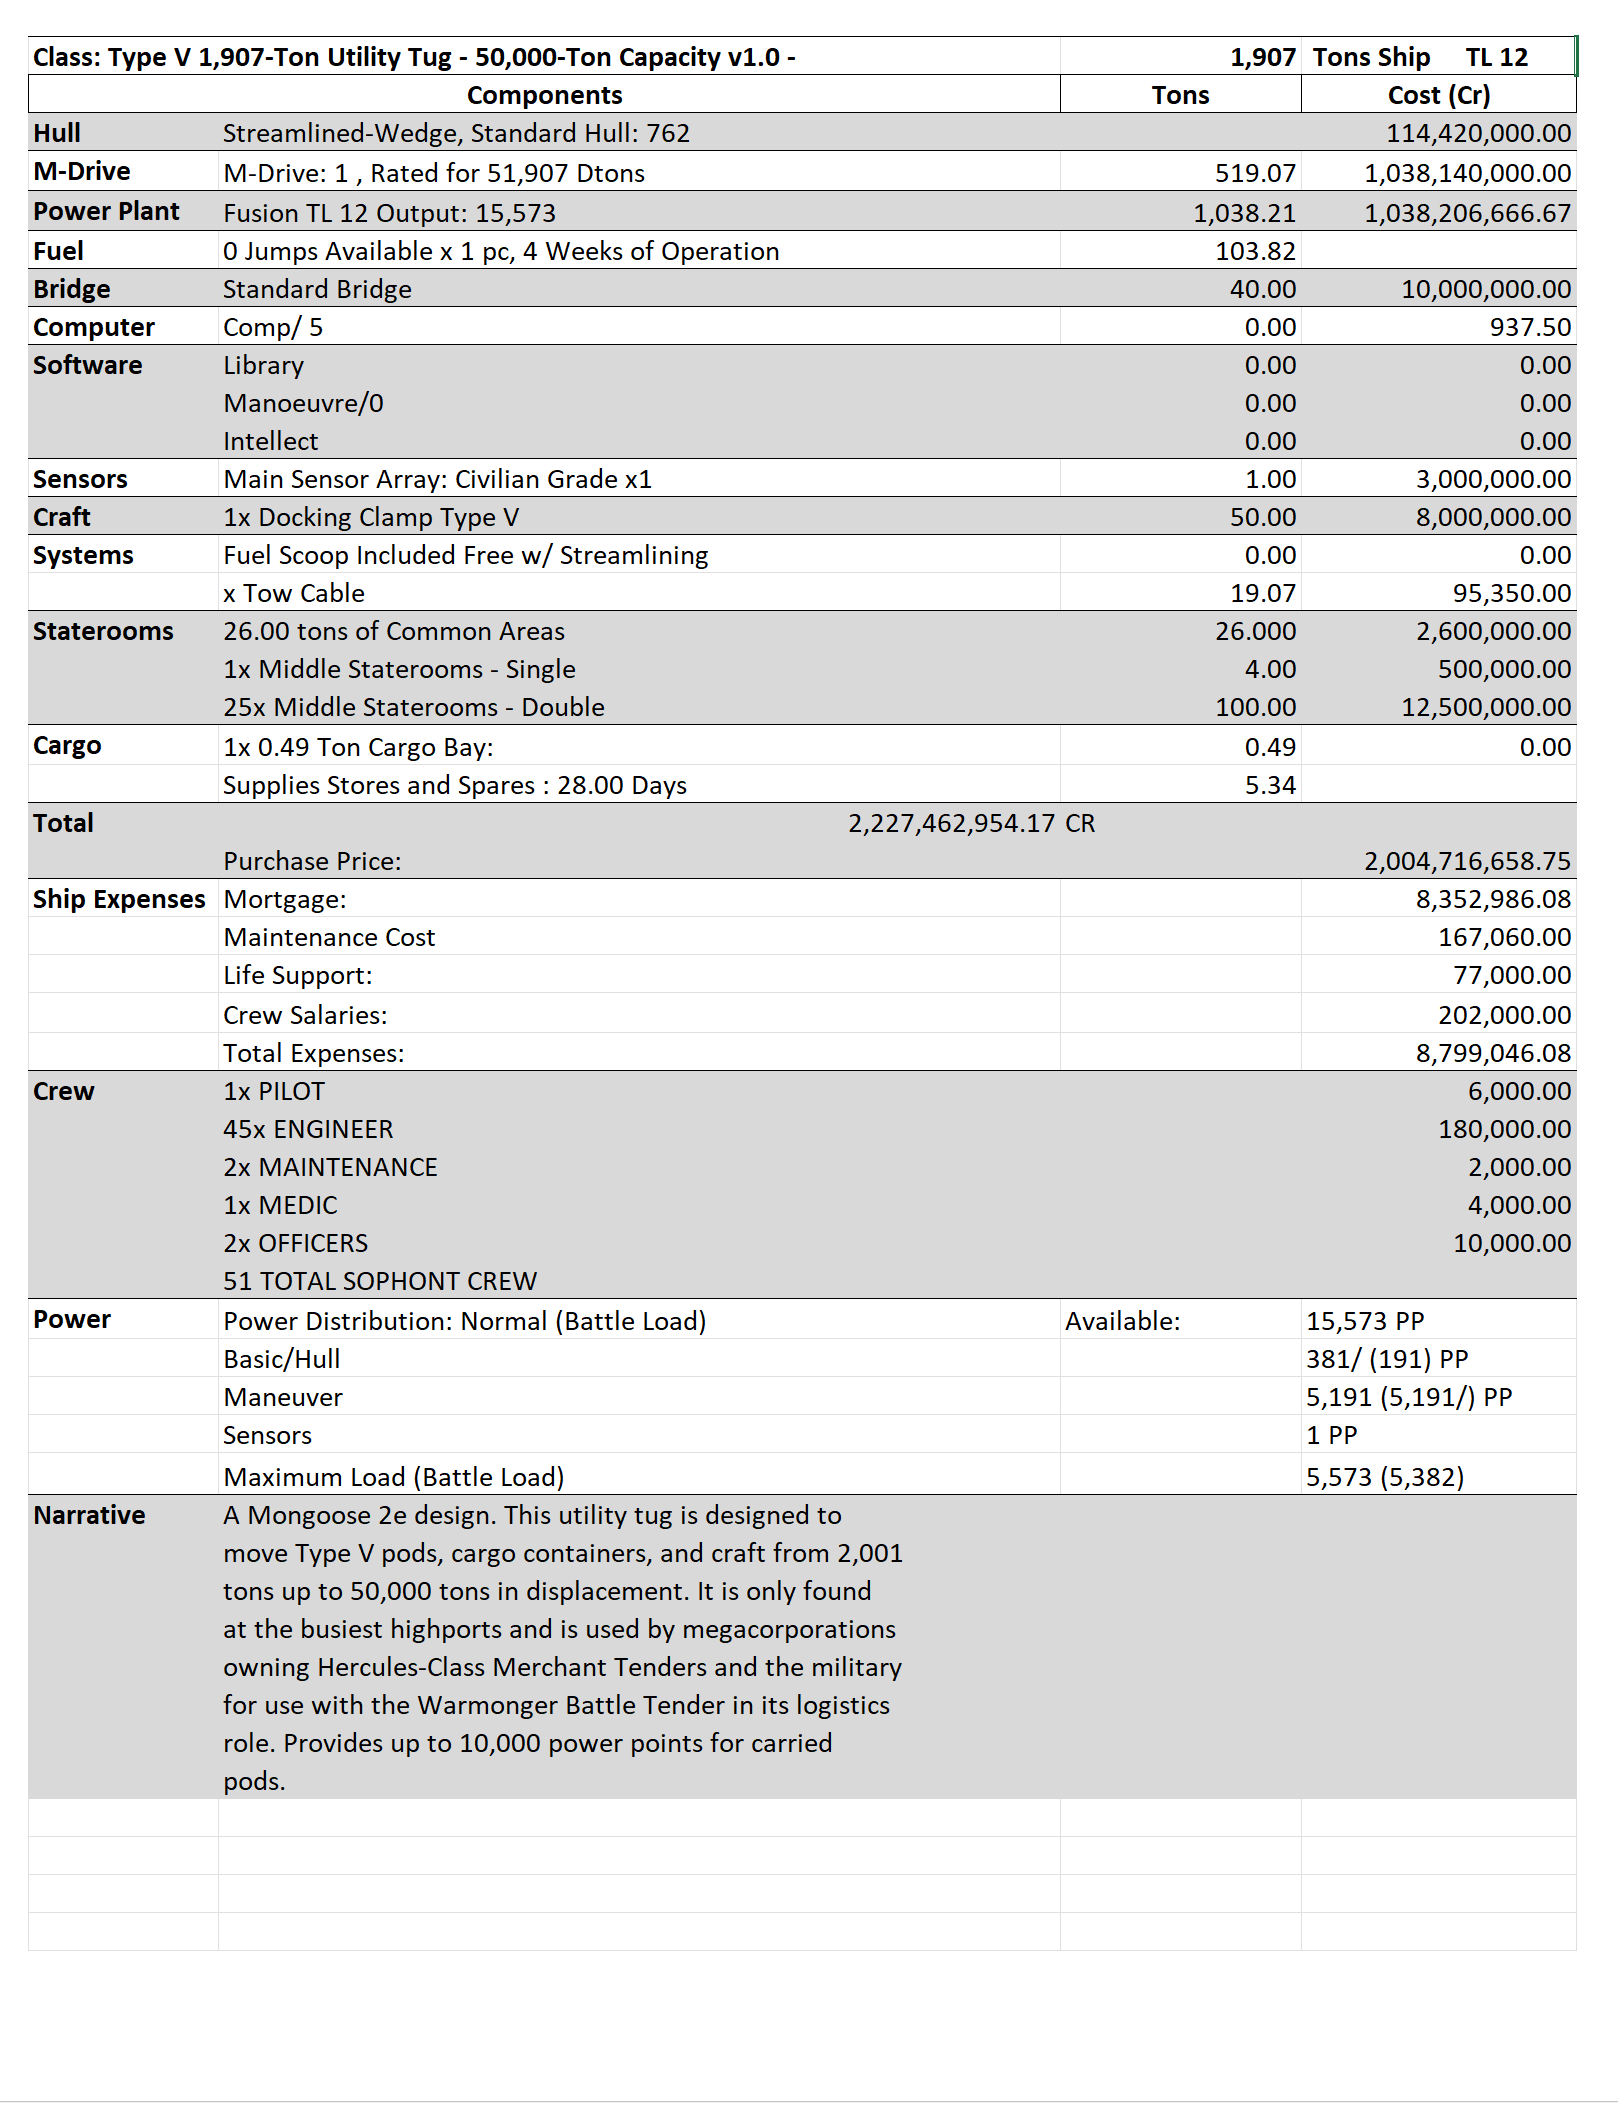 Class: Type V 1,907-Ton Utility Tug - 50,000-Ton Capacity v1.0 - 1,907 Tons Ship TL 12
Components Tons Cost (Cr)
Hull Streamlined-Wedge, Standard Hull: 762 114,420,000.00
M-Drive M-Drive: 1 , Rated for 51,907 Dtons 519.07 1,038,140,000.00
Power Plant Fusion TL 12 Output: 15,573 1,038.21 1,038,206,666.67
Fuel 0 Jumps Available x 1 pc, 4 Weeks of Operation 103.82
Bridge Standard Bridge 40.00 10,000,000.00
Computer Comp/ 5 0.00 937.50
Software Library 0.00 0.00
Manoeuvre/0 0.00 0.00
Intellect 0.00 0.00
Sensors Main Sensor Array: Civilian Grade x1 1.00 3,000,000.00
Craft 1x Docking Clamp Type V 50.00 8,000,000.00
Systems Fuel Scoop Included Free w/ Streamlining 0.00 0.00
x Tow Cable 19.07 95,350.00
Staterooms 26.00 tons of Common Areas 26.000 2,600,000.00
1x Middle Staterooms - Single 4.00 500,000.00
25x Middle Staterooms - Double 100.00 12,500,000.00
Cargo 1x 0.49 Ton Cargo Bay: 0.49 0.00
Supplies Stores and Spares : 28.00 Days 5.34
Total 2,227,462,954.17 CR
Purchase Price: 2,004,716,658.75
Ship Expenses Mortgage: 8,352,986.08
Maintenance Cost 167,060.00
Life Support: 77,000.00
Crew Salaries: 202,000.00
Total Expenses: 8,799,046.08
Crew 1x PILOT 6,000.00
45x ENGINEER 180,000.00
2x MAINTENANCE 2,000.00
1x MEDIC 4,000.00
2x OFFICERS 10,000.00
51 TOTAL SOPHONT CREW
Power Power Distribution: Normal (Battle Load) Available: 15,573 PP
Basic/Hull 381/ (191) PP
Maneuver 5,191 (5,191/) PP
Sensors 1 PP
Maximum Load (Battle Load) 5,573 (5,382)
Narrative A Mongoose 2e design. This utility tug is designed to
move Type V pods, cargo containers, and craft from 2,001
tons up to 50,000 tons in displacement. It is only found
at the busiest highports and is used by megacorporations
owning Hercules-Class Merchant Tenders and the military
for use with the Warmonger Battle Tender in its logistics
role. Provides up to 10,000 power points for carried
pods.